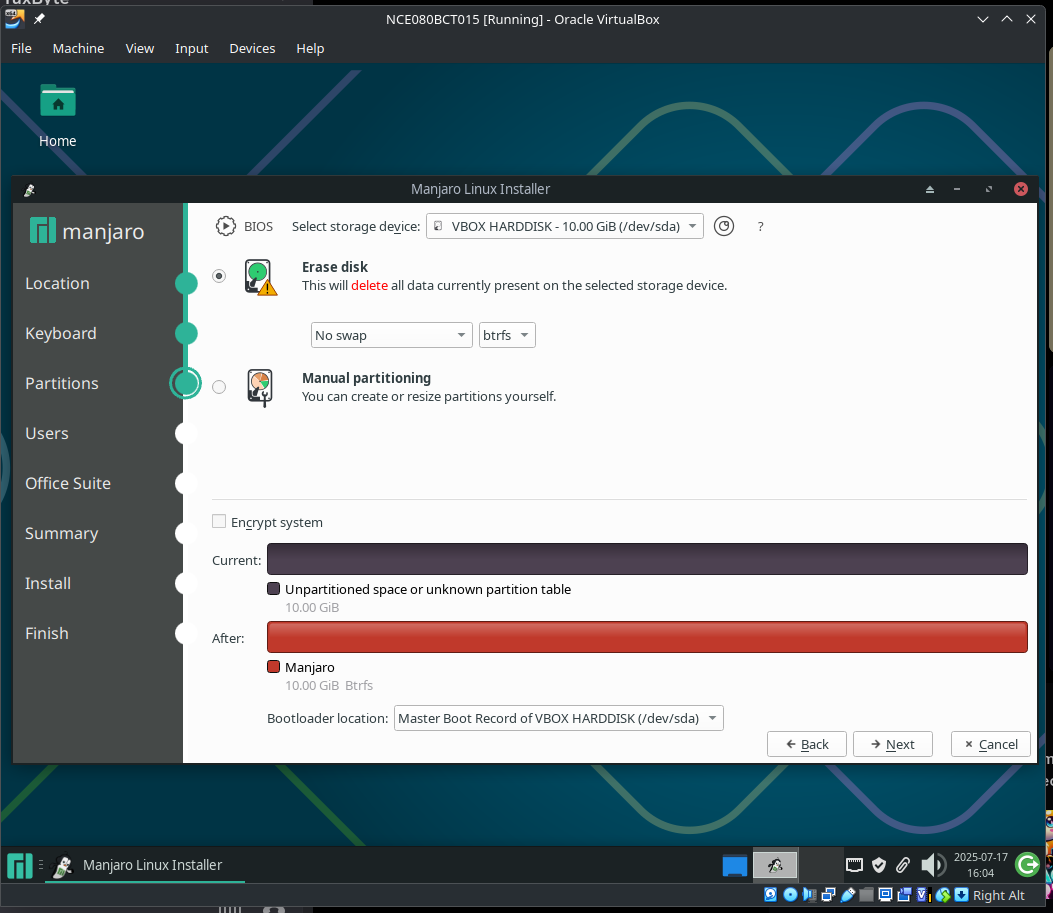 NCE080BCT015 [Running] - Oracle VirtualBox
File Machine View Input Devices Help
Home
Manjaro Linux Installer
manjaro
Location
Keyboard
Partitions
Users
Office Suite
Summary
Install
Finish
BIOS Select storage device: VBOX HARDDISK - 10.00 GiB (/dev/sda) ?
Erase disk
This will delete all data currently present on the selected storage device.
No swap btrfs
Manual partitioning
You can create or resize partitions yourself.
Encrypt system
Current:
Unpartitioned space or unknown partition table
10.00 GiB
After:
Manjaro
10.00 GiB Btrfs
Bootloader location: Master Boot Record of VBOX HARDDISK (/dev/sda)
Back Next Cancel
Manjaro Linux Installer
2025-07-17
16:04
Right Alt